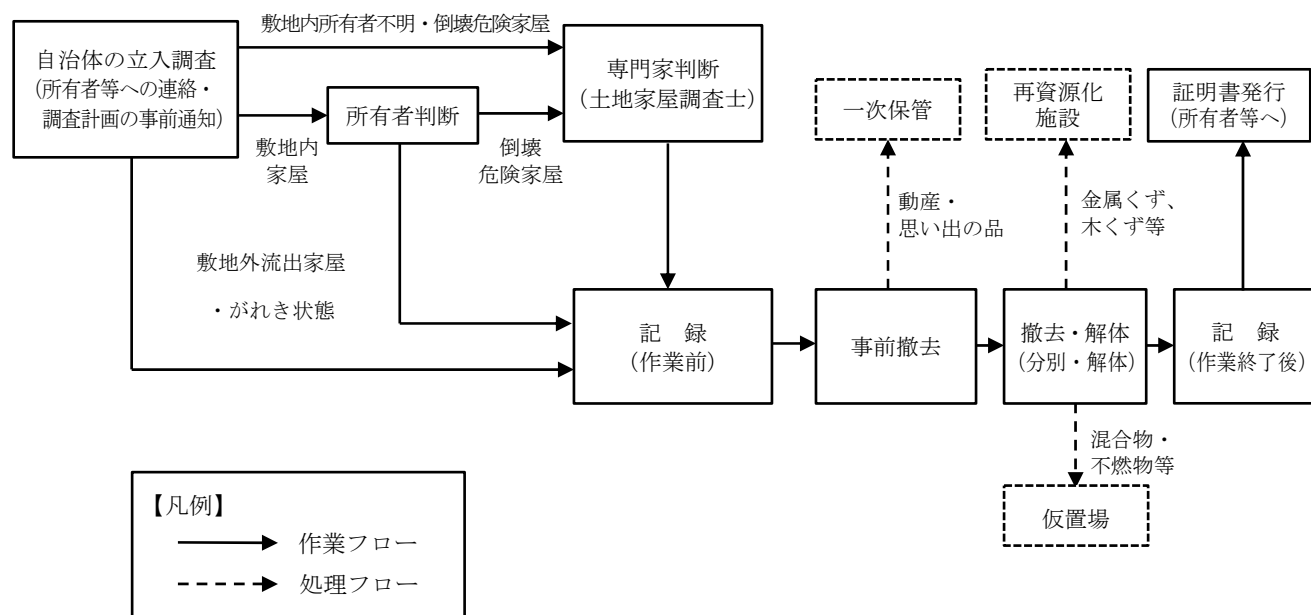 敷地内所有者不明・倒壊危険家屋
自治体の立入調査
(所有者等への連絡・
調査計画の事前通知)
敷地内
家屋
所有者判断
倒壊
危険家屋
専門家判断
(土地家屋調査士)
敷地外流出家屋
・がれき状態
記 録
(作業前)
一次保管
動産・
思い出の品
事前撤去
再資源化
施設
金属くず、
木くず等
撤去・解体
(分別・解体)
混合物・
不燃物等
仮置場
証明書発行
(所有者等へ)
記 録
(作業終了後)
【凡例】
作業フロー
処理フロー